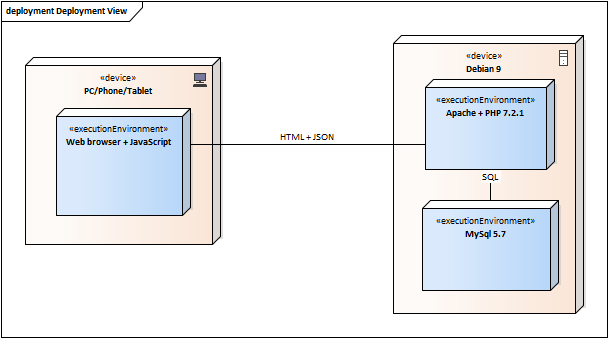 deployment Deployment View
«device»
PC/Phone/Tablet
«executionEnvironment»
Web browser + JavaScript
HTML + JSON
«device»
Debian 9
«executionEnvironment»
Apache + PHP 7.2.1
SQL
«executionEnvironment»
MySql 5.7